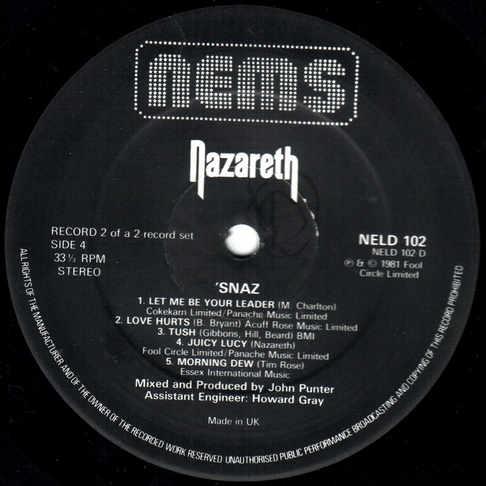 nems
Nazareth
RECORD 2 of a 2 record set
SIDE 4
33⅓ RPM
STEREO
NELD 102
NELD 102 D
℗ & © 1981 Fool
Circle Limited
'SNAZ
1. LET ME BE YOUR LEADER (M. Charlton)
Cokekarn Limited/Panache Music Limited
2. LOVE HURTS (B. Bryant) Acuff Rose Music Limited
3. TUSH (Gibbons, Hill, Beard) BMI
4. JUICY LUCY (Nazareth)
Fool Circle Limited/Panache Music Limited
5. MORNING DEW (Tim Rose)
Essex International Music
Mixed and Produced by John Punter
Assistant Engineer: Howard Gray
Made in UK
ALL RIGHTS OF THE MANUFACTURER AND OF THE OWNER OF THE RECORDED WORK RESERVED UNAUTHORISED PUBLIC PERFORMANCE BROADCASTING AND COPYING OF THIS RECORD PROHIBITED